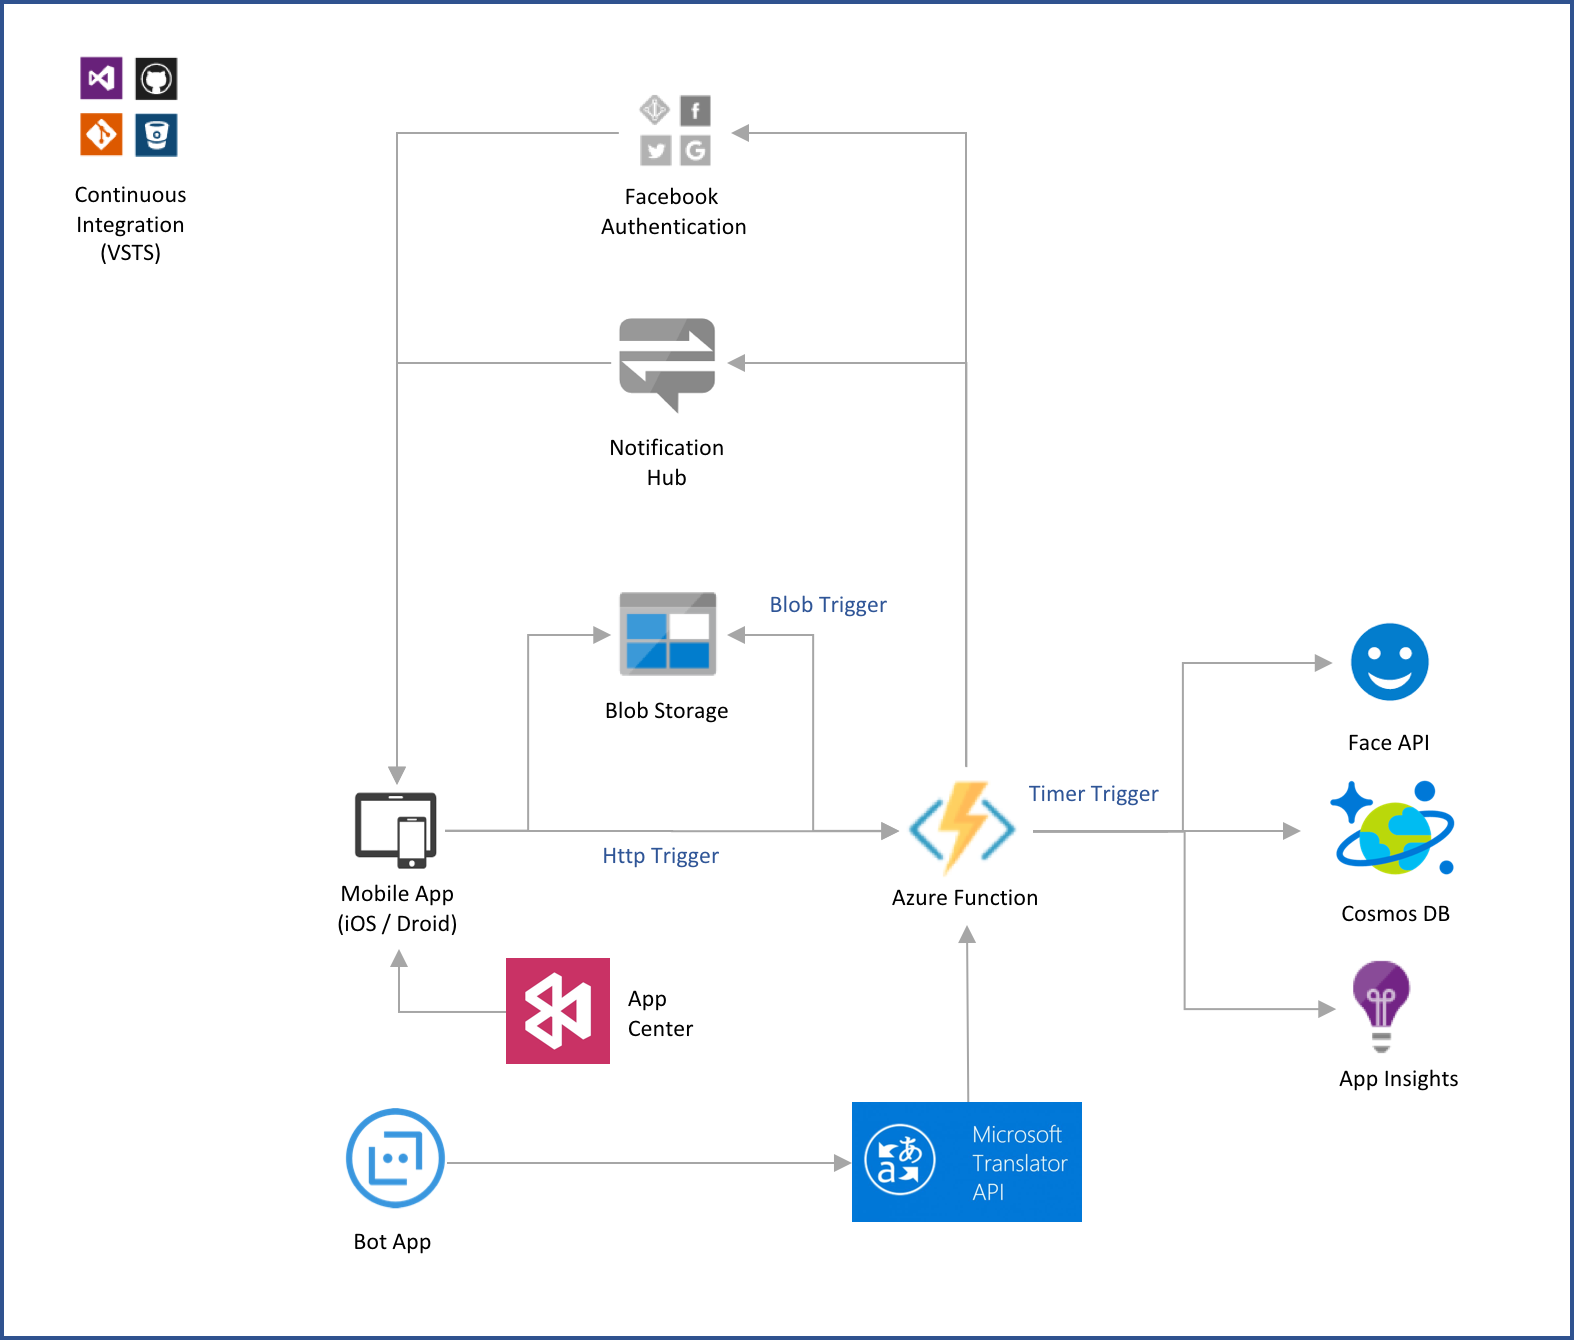 Continuous
Integration
(VSTS)
f
G
Facebook
Authentication
Notification
Hub
Blob Trigger
Blob Storage
Face API
Timer Trigger
Http Trigger
Mobile App
(iOS / Droid)
Azure Function
Cosmos DB
App
Center
App Insights
あ
a
Microsoft
Translator
API
Bot App